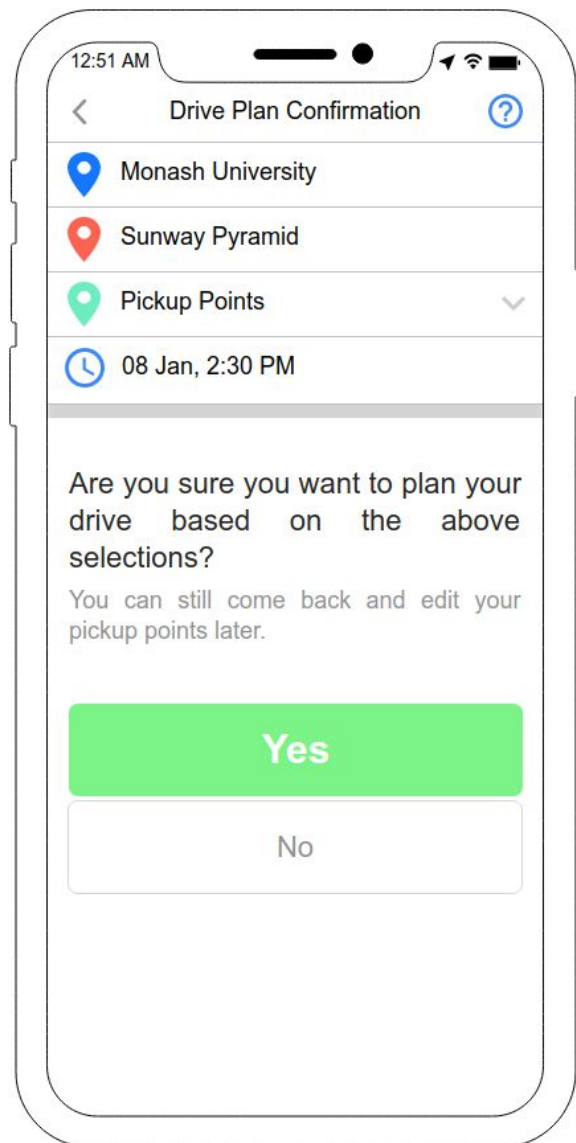 12:51 AM
Drive Plan Confirmation
?
Monash University
Sunway Pyramid
Pickup Points
08 Jan, 2:30 PM
Are you sure you want to plan your
drive based on the above
selections?
You can still come back and edit your
pickup points later.
Yes
No